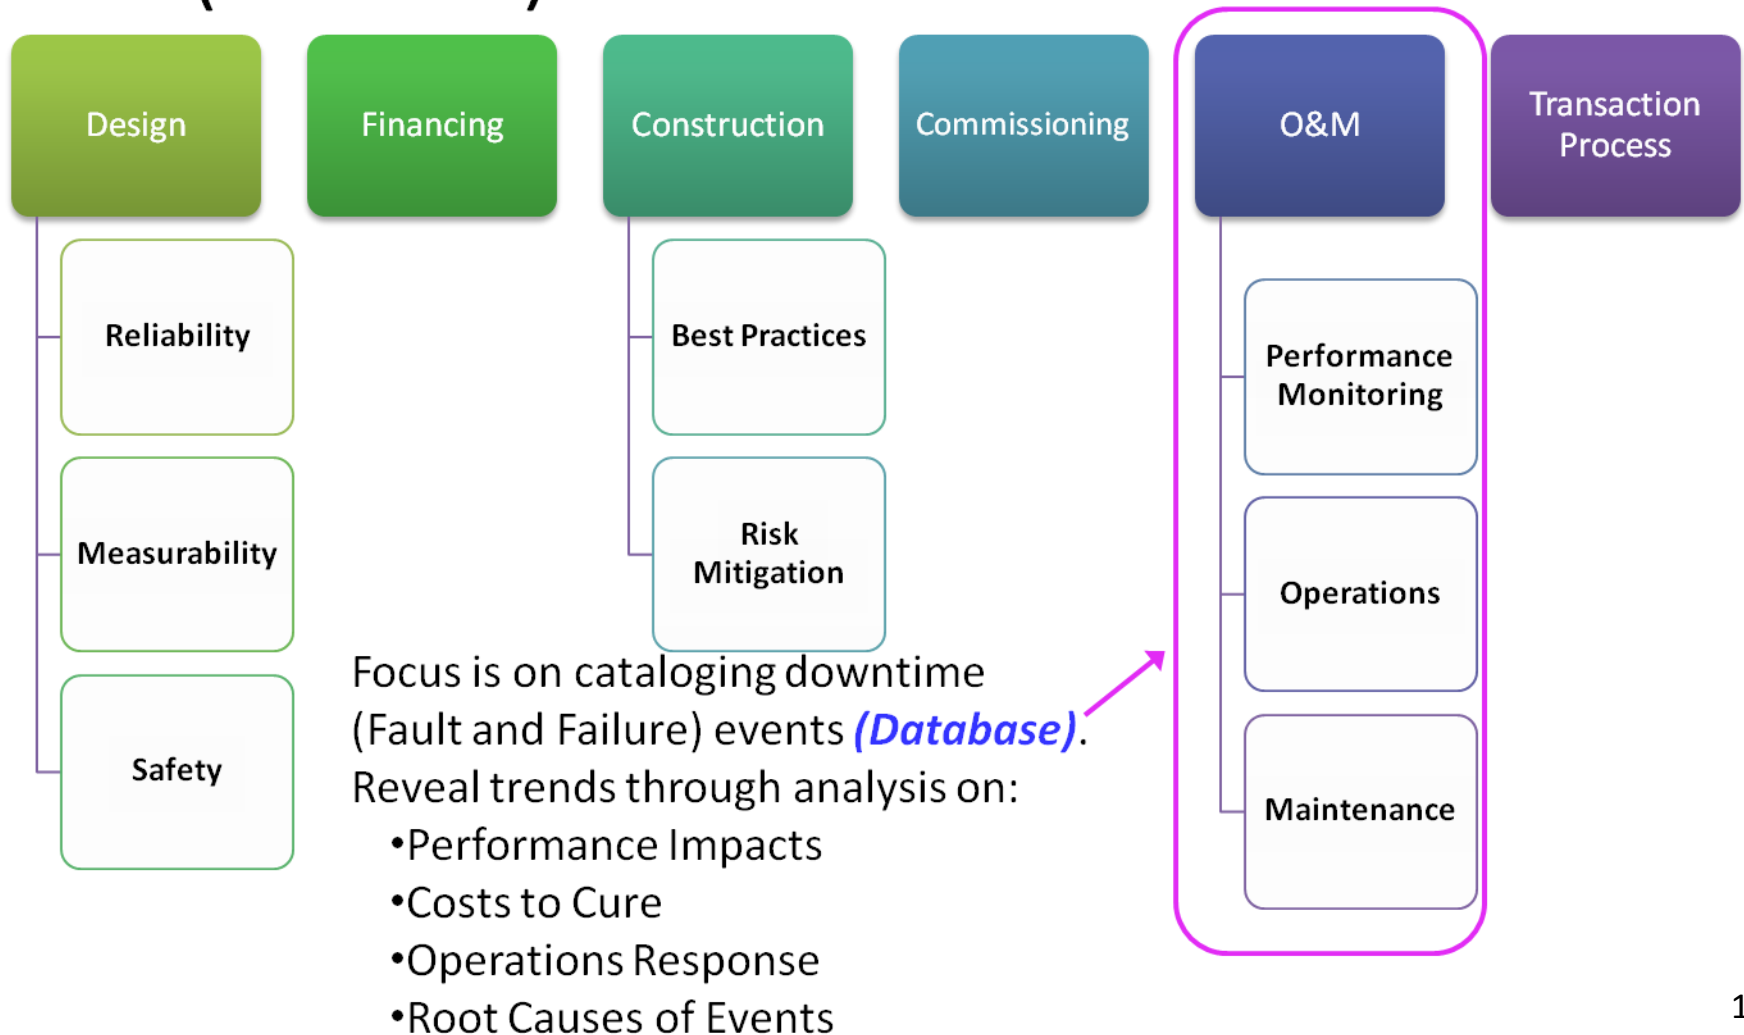 Design
Financing
Construction
Commissioning
O&M
Transaction
Process
Reliability
Measurability
Safety
Best Practices
Risk
Mitigation
Performance
Monitoring
Operations
Maintenance
Focus is on cataloging downtime
(Fault and Failure) events (Database).
Reveal trends through analysis on:
•Performance Impacts
•Costs to Cure
•Operations Response
•Root Causes of Events
1